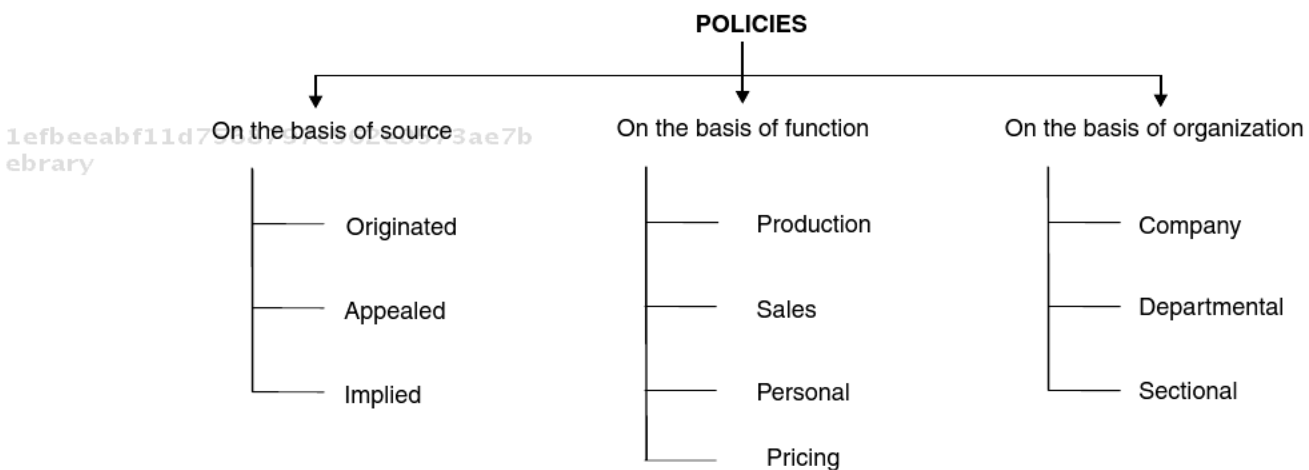 POLICIES
On the basis of source
On the basis of function
On the basis of organization
ebrary
Originated
Production
Company
Appealed
Sales
Departmental
Implied
Personal
Sectional
Pricing